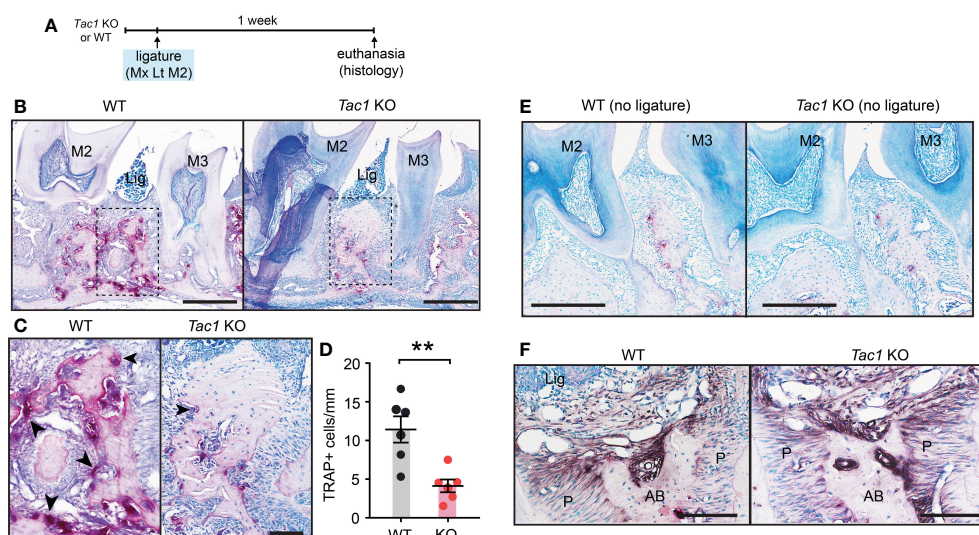 A
Tac1 KO
or WT
1 week
ligature
(Mx Lt M2)
euthanasia
(histology)
B
WT
Tac1 KO
M2
Lig
M3
M2
Lig
M3
C
WT
Tac1 KO
D
**
TRAP+ cells/mm
20
15
10
5
0
WT
KO
E
WT (no ligature)
Tac1 KO (no ligature)
M2
M3
M2
M3
F
WT
Tac1 KO
Lig
P
AB
P
P
AB
P